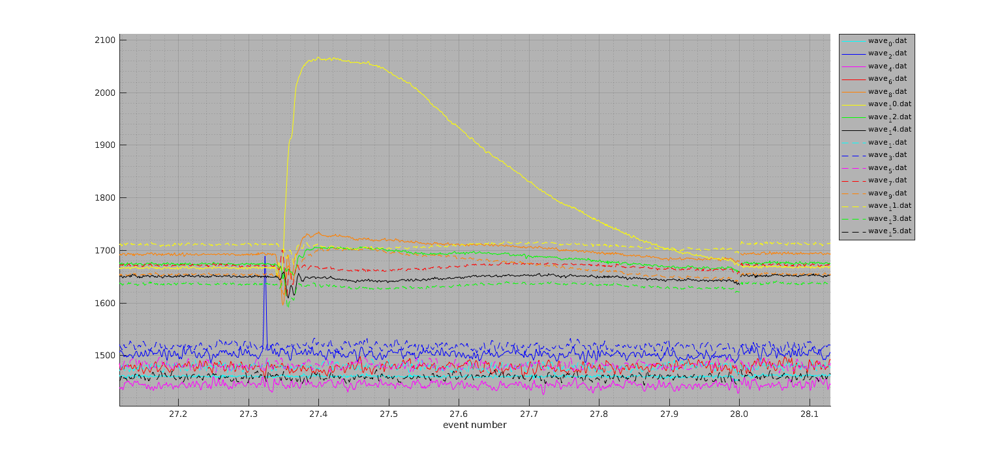 2100
2000
1900
1800
1700
1600
1500
27.2 27.3 27.4 27.5 27.6 27.7 27.8 27.9 28.0 28.1
event number
wave0.dat
wave2.dat
wave4.dat
wave6.dat
wave8.dat
wave10.dat
wave12.dat
wave14.dat
wave1.dat
wave3.dat
wave5.dat
wave7.dat
wave9.dat
wave11.dat
wave13.dat
wave15.dat